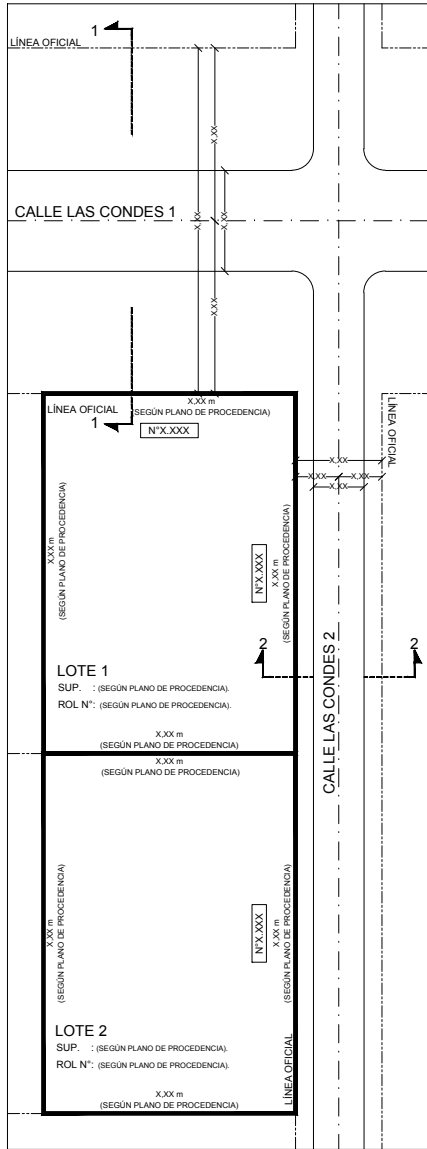 1
LÍNEA OFICIAL
X,XX
CALLE LAS CONDES 1
X,XX
X,XX
X,XX
LÍNEA OFICIAL
X,XX m
(SEGÚN PLANO DE PROCEDENCIA)
1
N°X.XXX
LÍNEA OFICIAL
X,XX
X,XX
X,XX
X,XX
X,XX m
(SEGÚN PLANO DE PROCEDENCIA)
N°X.XXX
X,XX m
(SEGÚN PLANO DE PROCEDENCIA)
2
2
CALLE LAS CONDES 2
LOTE 1
SUP. : (SEGÚN PLANO DE PROCEDENCIA).
ROL N°: (SEGÚN PLANO DE PROCEDENCIA).
X,XX m
(SEGÚN PLANO DE PROCEDENCIA)
X,XX m
(SEGÚN PLANO DE PROCEDENCIA)
X,XX m
(SEGÚN PLANO DE PROCEDENCIA)
N°X.XXX
X,XX m
(SEGÚN PLANO DE PROCEDENCIA)
LOTE 2
SUP. : (SEGÚN PLANO DE PROCEDENCIA).
ROL N°: (SEGÚN PLANO DE PROCEDENCIA).
LÍNEA OFICIAL
X,XX m
(SEGÚN PLANO DE PROCEDENCIA)